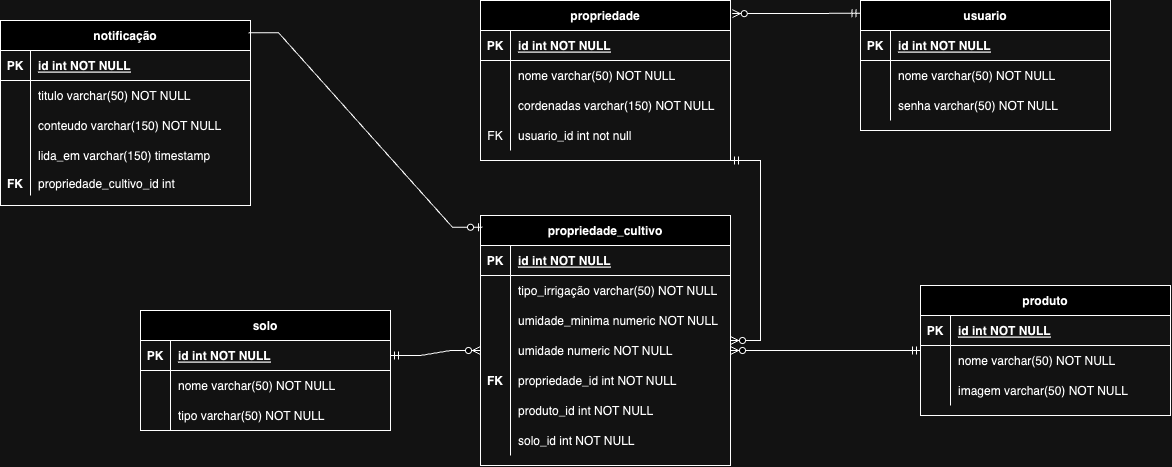 notificação
PK id int NOT NULL
titulo varchar(50) NOT NULL
conteudo varchar(150) NOT NULL
lida_em varchar(150) timestamp
FK propriedade_cultivo_id int
propriedade
PK id int NOT NULL
nome varchar(50) NOT NULL
cordenadas varchar(150) NOT NULL
FK usuario_id int not null
usuario
PK id int NOT NULL
nome varchar(50) NOT NULL
senha varchar(50) NOT NULL
propriedade_cultivo
PK id int NOT NULL
tipo_irrigação varchar(50) NOT NULL
umidade_minima numeric NOT NULL
umidade numeric NOT NULL
FK propriedade_id int NOT NULL
produto_id int NOT NULL
solo_id int NOT NULL
solo
PK id int NOT NULL
nome varchar(50) NOT NULL
tipo varchar(50) NOT NULL
produto
PK id int NOT NULL
nome varchar(50) NOT NULL
imagem varchar(50) NOT NULL